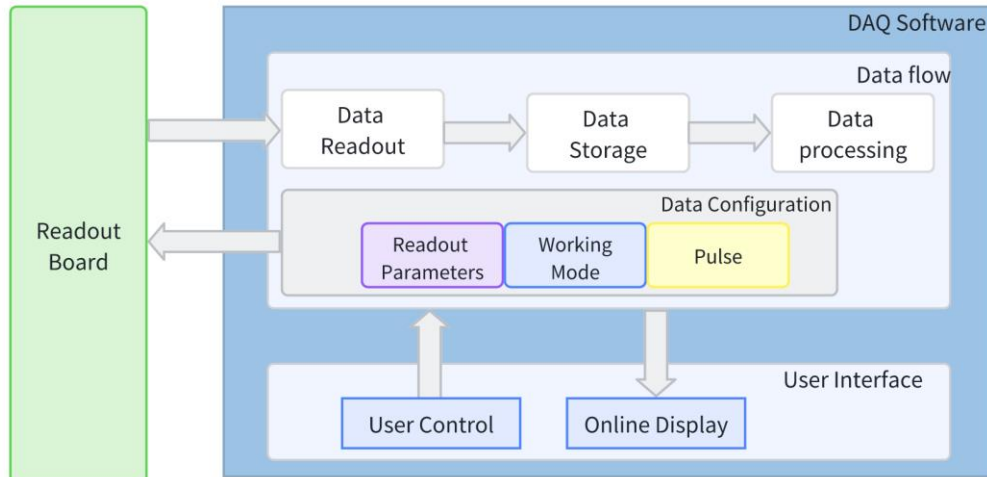 DAQ Software
Data flow
Data
Readout
Data
Storage
Data
processing
Readout
Board
Data Configuration
Readout
Parameters
Working
Mode
Pulse
User Interface
User Control
Online Display